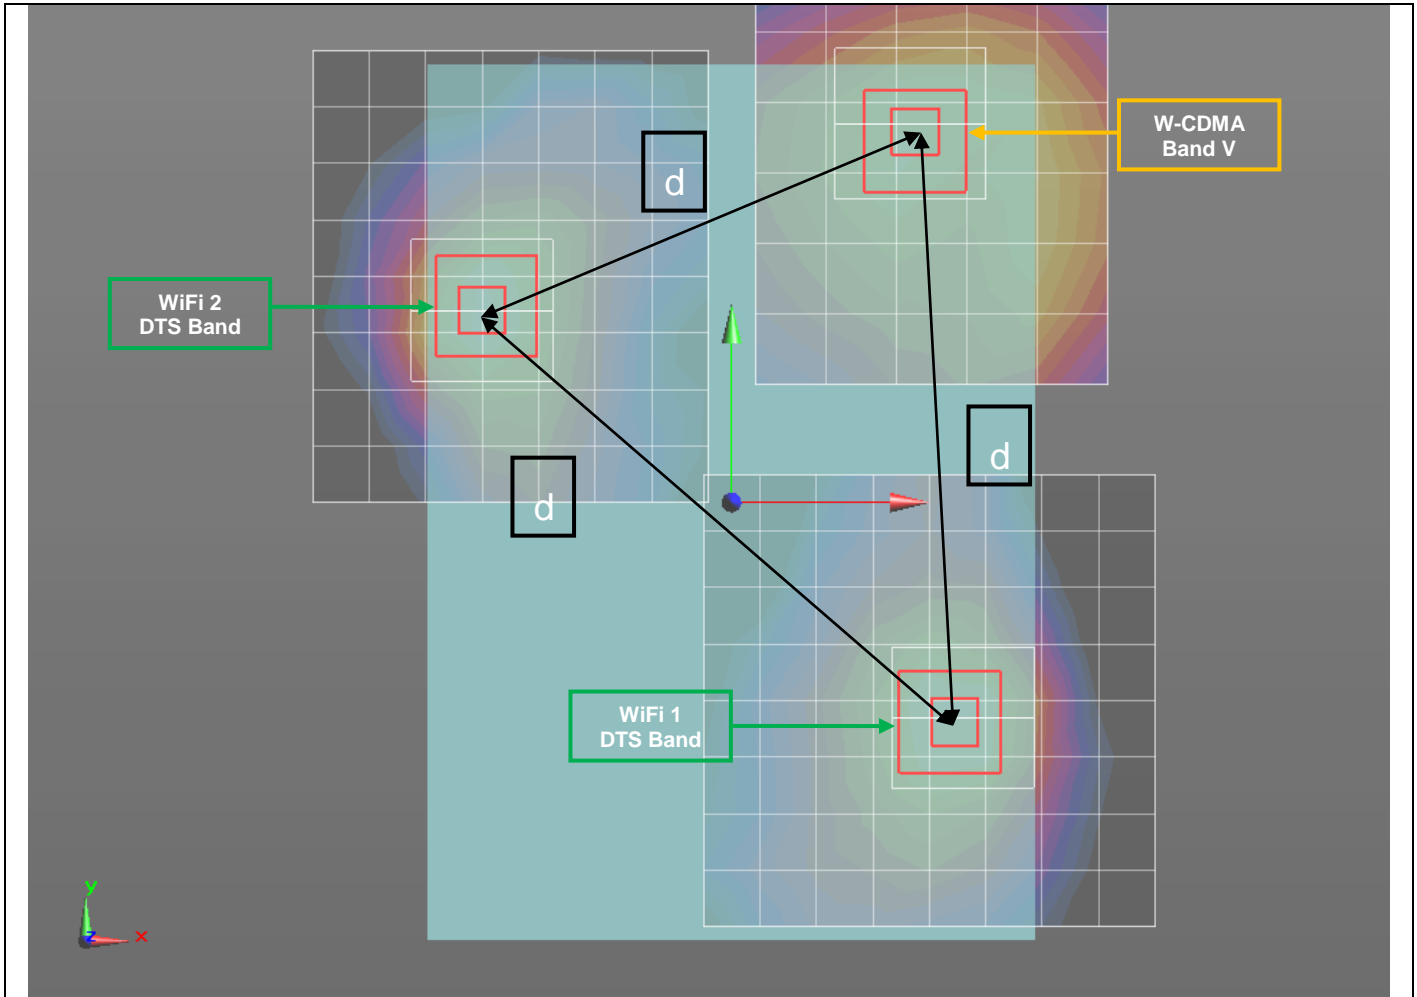 W-CDMA
Band V
d
WiFi 2
DTS Band
d
d
WiFi 1
DTS Band
y
z
x